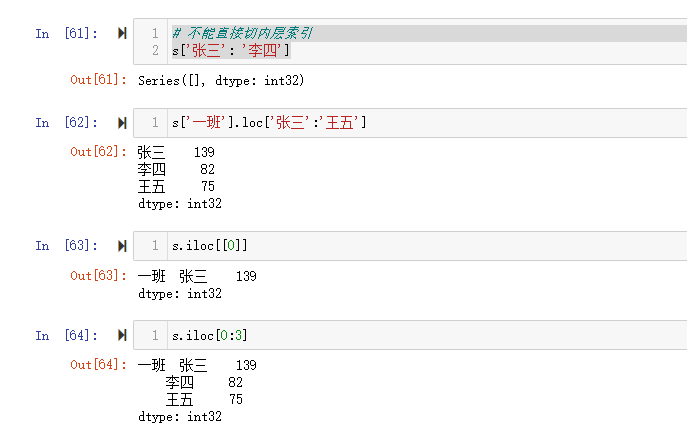 In [61]: 1 # 不能直接切内层索引
2 s['张三': '李四']
Out[61]: Series([], dtype: int32)
In [62]: 1 s['一班'].loc['张三':'王五']
Out[62]: 张三 139
李四 82
王五 75
dtype: int32
In [63]: 1 s.iloc[[0]]
Out[63]: 一班 张三 139
dtype: int32
In [64]: 1 s.iloc[0:3]
Out[64]: 一班 张三 139
李四 82
王五 75
dtype: int32